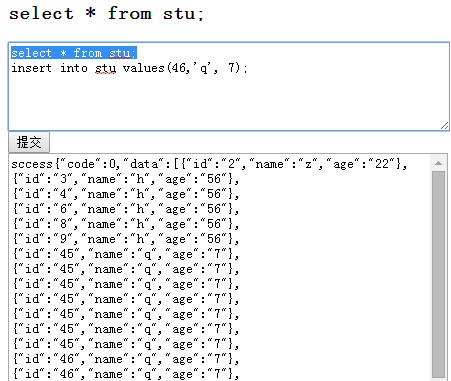 select * from stu;
select * from stu;
insert into stu values(46,'q', 7);
提交
sccess{"code":0,"data":[{"id":"2","name":"z","age":"22"},
{"id":"3","name":"h","age":"56"},
{"id":"4","name":"h","age":"56"},
{"id":"6","name":"h","age":"56"},
{"id":"8","name":"h","age":"56"},
{"id":"9","name":"h","age":"56"},
{"id":"45","name":"q","age":"7"},
{"id":"45","name":"q","age":"7"},
{"id":"45","name":"q","age":"7"},
{"id":"45","name":"q","age":"7"},
{"id":"45","name":"q","age":"7"},
{"id":"45","name":"q","age":"7"},
{"id":"45","name":"q","age":"7"},
{"id":"46","name":"q","age":"7"},
{"id":"46","name":"q","age":"7"},